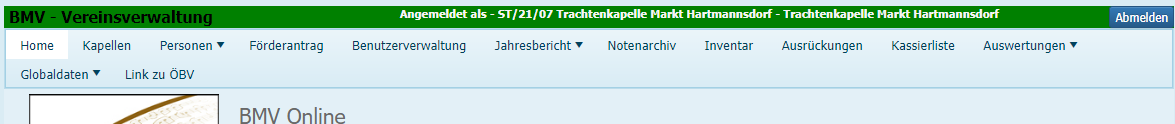 BMV - Vereinsverwaltung Angemeldet als - ST/21/07 Trachtenkapelle Markt Hartmannsdorf - Trachtenkapelle Markt Hartmannsdorf Abmelden
Home Kapellen Personen Förderantrag Benutzerverwaltung Jahresbericht Notenarchiv Inventar Ausrückungen Kassierliste Auswertungen
Globaldaten Link zu ÖBV
BMV Online